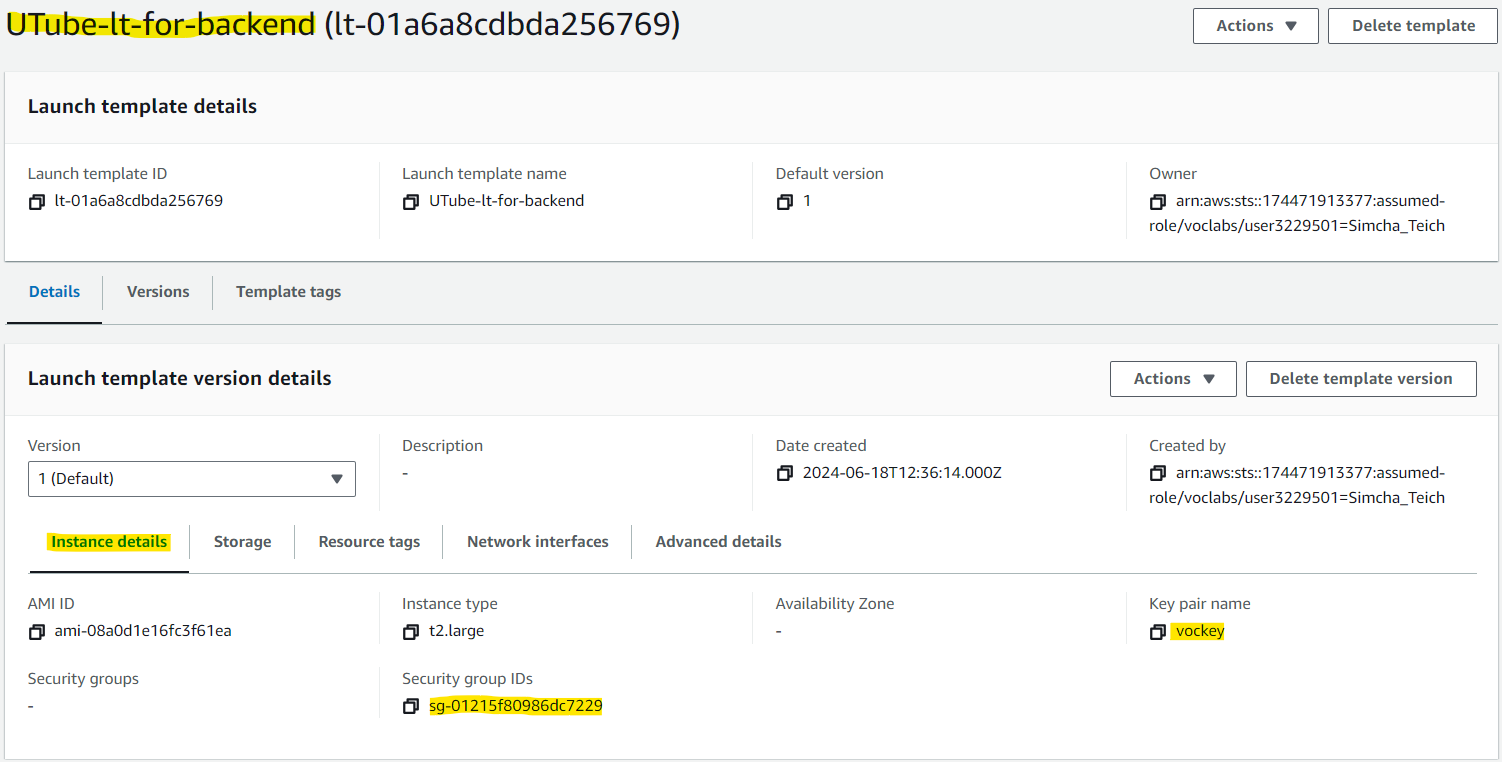 UTube-lt-for-backend (lt-01a6a8cdbda256769)
Actions
Delete template
Launch template details
Launch template ID
lt-01a6a8cdbda256769
Launch template name
UTube-lt-for-backend
Default version
1
Owner
arn:aws:sts::174471913377:assumed-
role/voclabs/user3229501=Simcha_Teich
Details
Versions
Template tags
Launch template version details
Actions
Delete template version
Version
1 (Default)
Description
-
Date created
2024-06-18T12:36:14.000Z
Created by
arn:aws:sts::174471913377:assumed-
role/voclabs/user3229501=Simcha_Teich
Instance details
Storage
Resource tags
Network interfaces
Advanced details
AMI ID
ami-08a0d1e16fc3f61ea
Instance type
t2.large
Availability Zone
-
Key pair name
vockey
Security groups
-
Security group IDs
sg-01215f80986dc7229